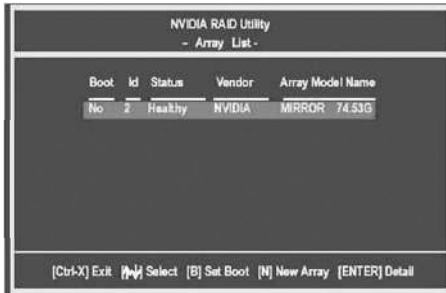 NVIDIA RAID Utility
- Array List -
Boot Id Status Vendor Array Model Name
No 2 Healthy NVIDIA MIRROR 74.53G
[Ctrl-X] Exit [↑↓] Select [B] Set Boot [N] New Array [ENTER] Detail